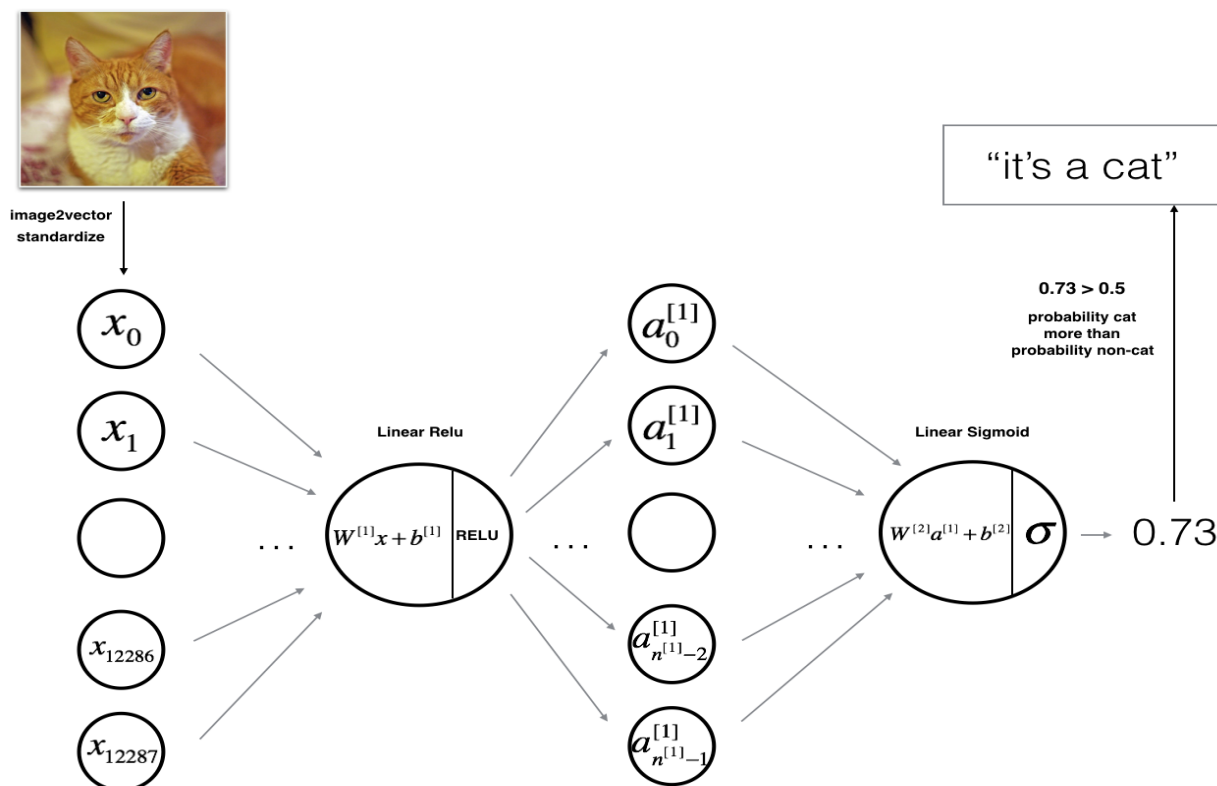 image2vector
standardize
x₀
x₁
x₁₂₂₈₆
x₁₂₂₈₇
...
Linear Relu
W^[1]x+b^[1]
RELU
...
a₀^[1]
a₁^[1]
a_{n^[1]−2}^[1]
a_{n^[1]−1}^[1]
...
Linear Sigmoid
W^[2]a^[1]+b^[2]
σ
0.73
0.73 > 0.5
probability cat
more than
probability non-cat
“it’s a cat”